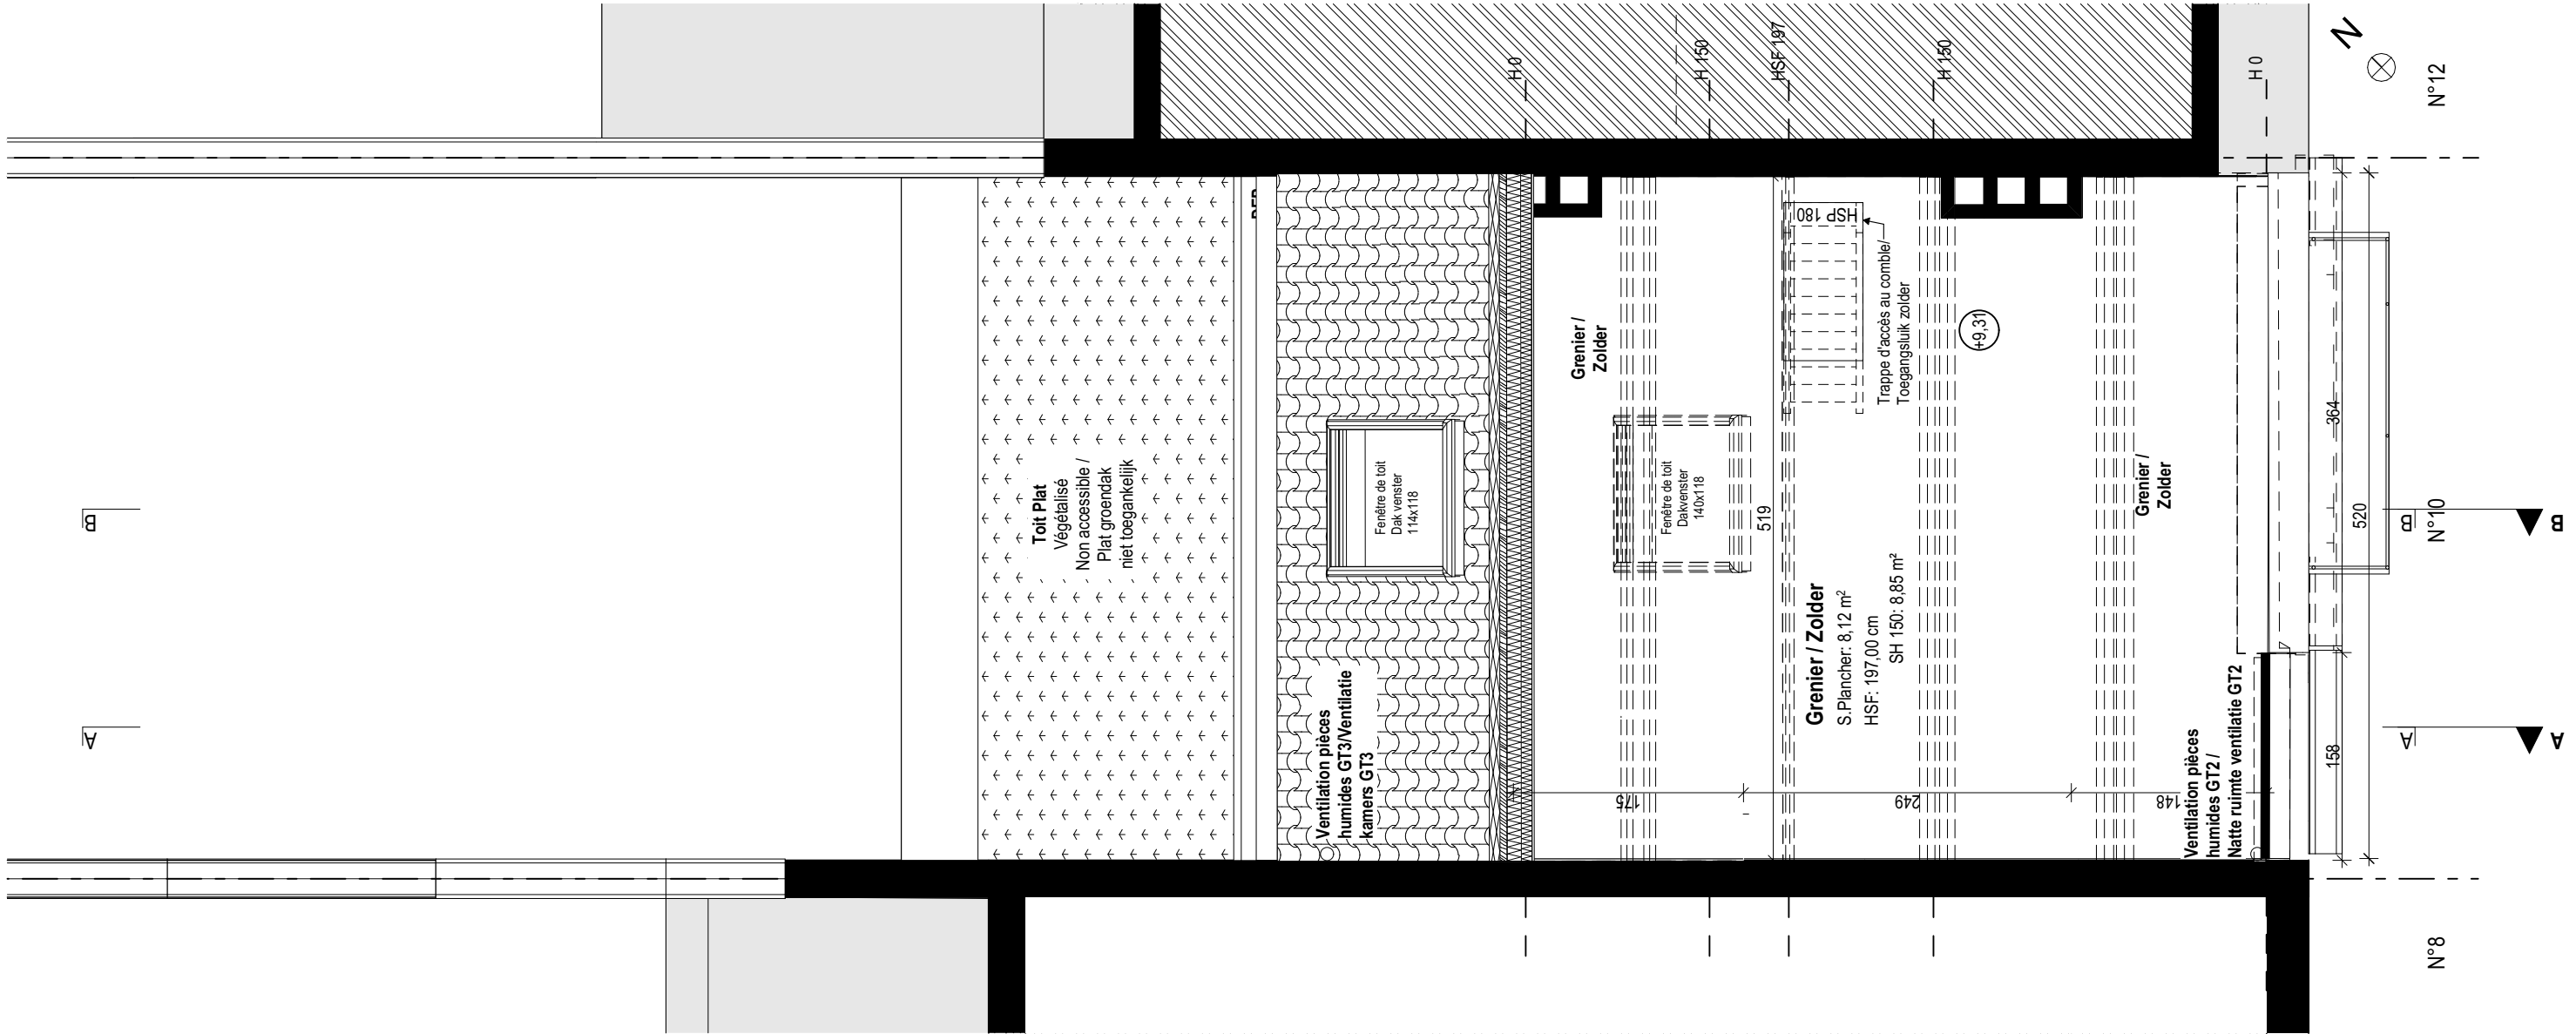 H 0
H 150
HSF 197
H 150
H 0
N
N°12
HSP 180
Trappe d'accès au comble/
Toegangsluik zolder
+9,31
Grenier /
Zolder
Toit Plat
Végétalisé
Non accessible /
Plat groendak
niet toegankelijk
Fenêtre de toit
Dak venster
114x118
Fenêtre de toit
Dakvenster
140x118
519
Grenier / Zolder
S.Plancher: 8,12 m²
HSF: 197,00 cm
SH 150: 8,85 m²
Grenier /
Zolder
364
520
N°10
B
B
B
A
A
A
158
Ventilation pièces
humides GT3/Ventilatie
kamers GT3
175
249
148
Ventilation pièces
humides GT2 /
Natte ruimte ventilatie GT2
N°8